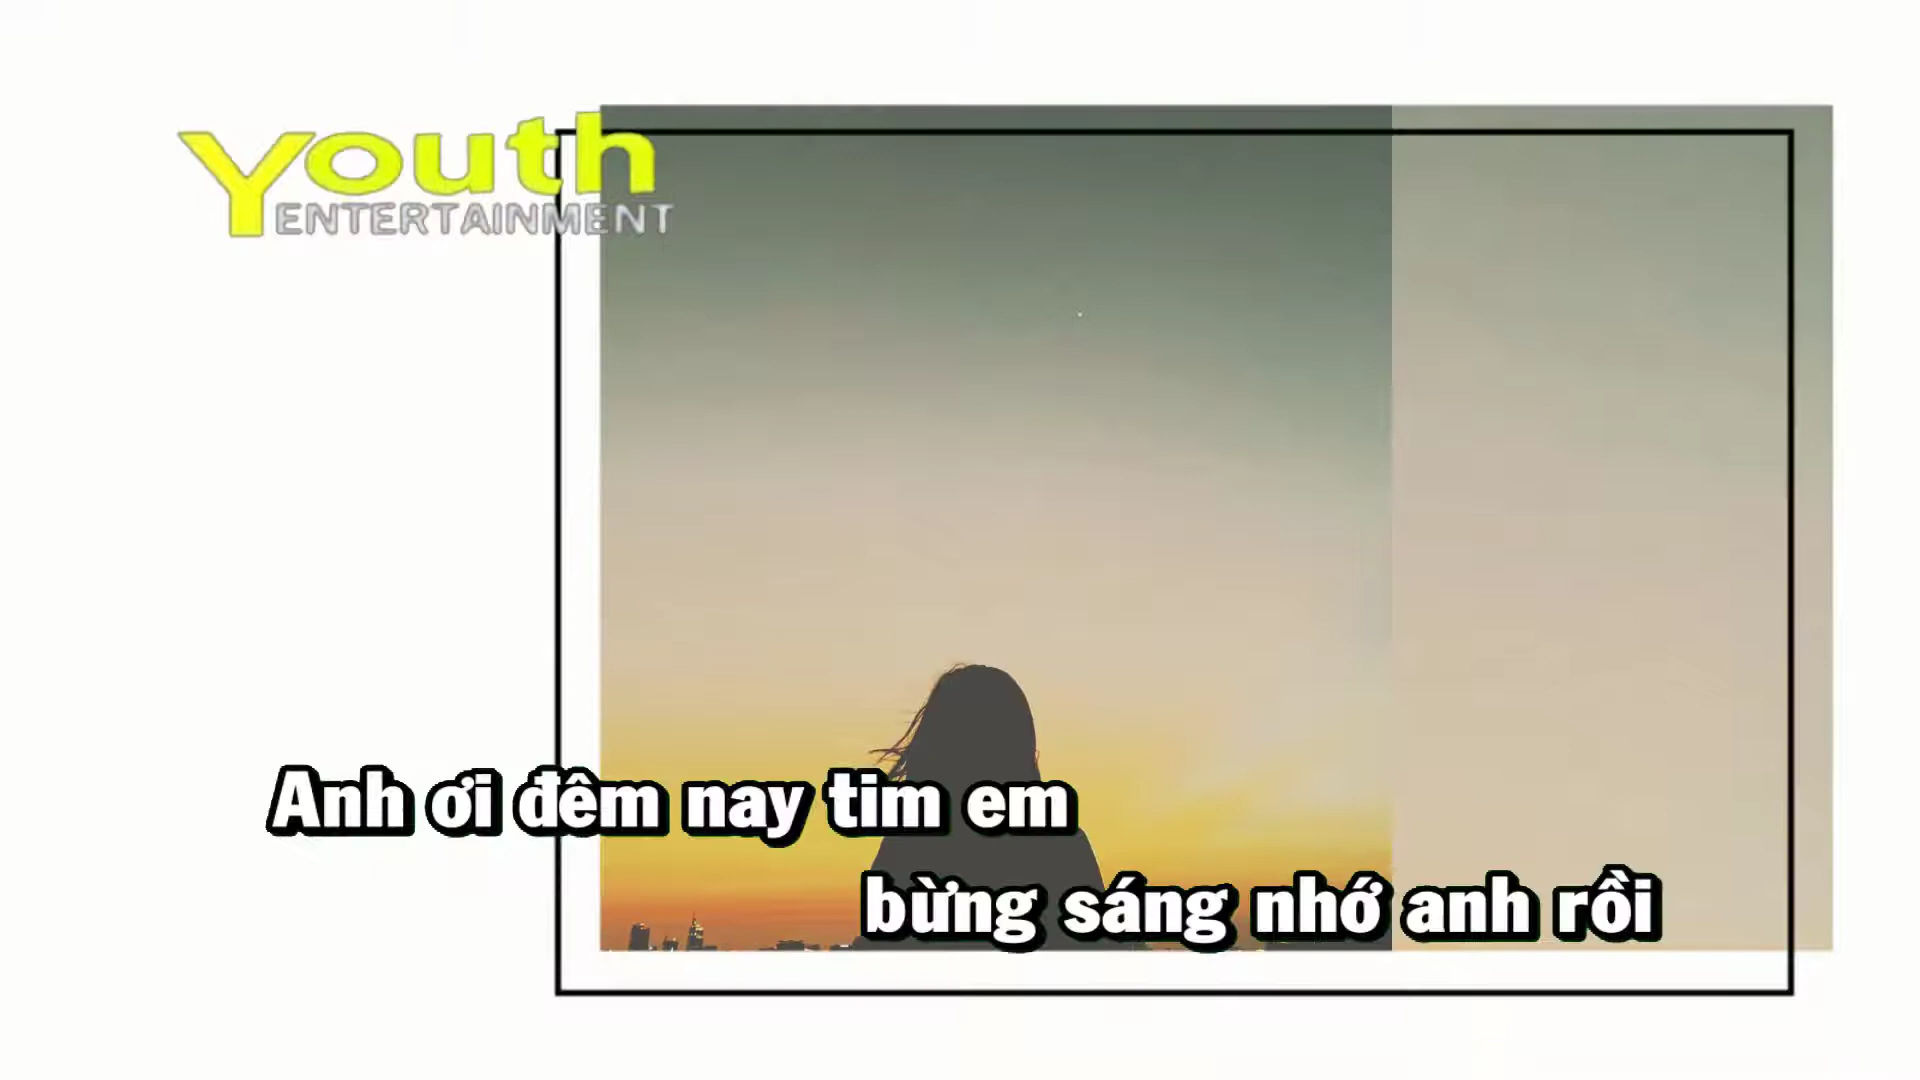 Youth
ENTERTAINMENT
Anh ơi đêm nay tim em
bừng sáng nhớ anh rồi